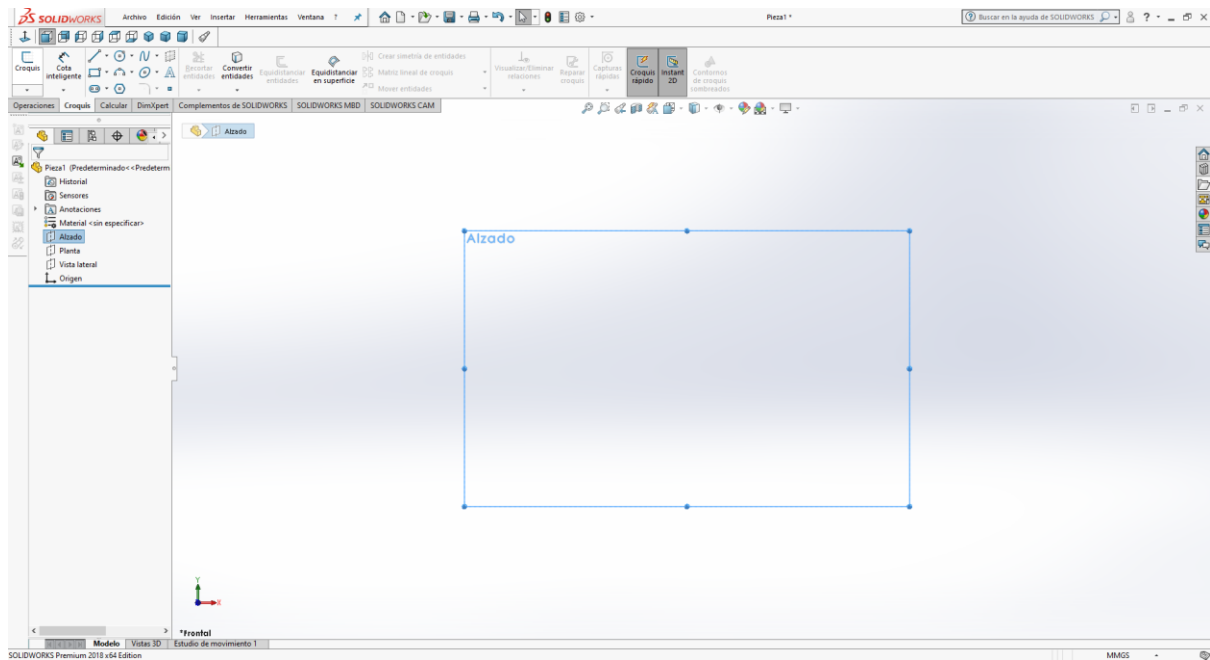 SOLIDWORKS Archivo Edición Ver Insertar Herramientas Ventana ? Pieza1 * Buscar en la ayuda de SOLIDWORKS ?
Croquis Cota inteligente Recortar entidades Convertir entidades Equidistanciar entidades Equidistanciar en superficie Crear simetría de entidades Matriz lineal de croquis Mover entidades Visualizar/Eliminar relaciones Reparar croquis Capturas rápidas Croquis rápido Instant 2D Contornos de croquis sombreados
Operaciones Croquis Calcular DimXpert Complementos de SOLIDWORKS SOLIDWORKS MBD SOLIDWORKS CAM
Alzado
Pieza1 (Predeterminado<<Predeterm
Historial
Sensores
Anotaciones
Material <sin especificar>
Alzado
Planta
Vista lateral
Origen
Alzado
Y
X
*Frontal
Modelo Vistas 3D Estudio de movimiento 1
SOLIDWORKS Premium 2018 x64 Edition MMGS